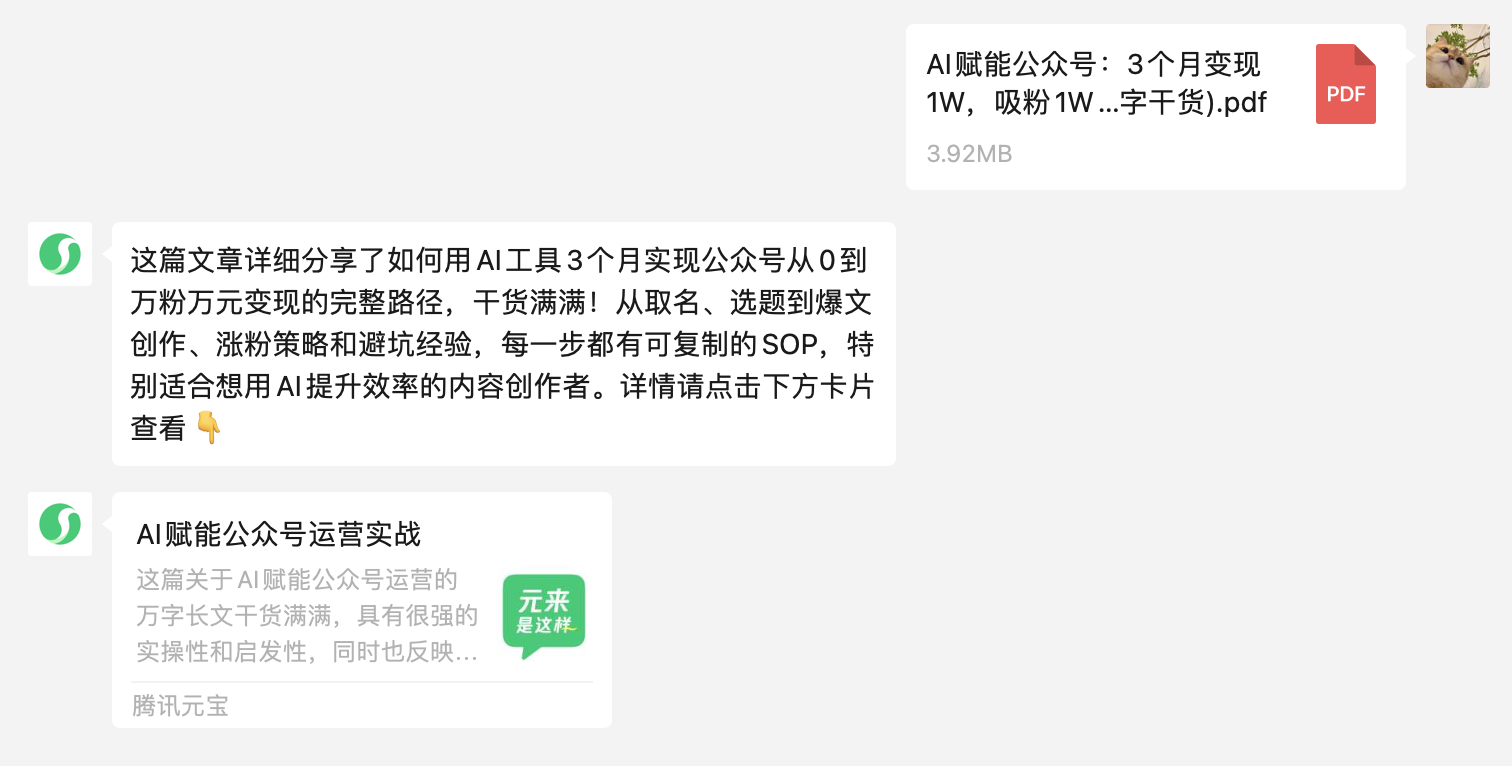 AI赋能公众号：3个月变现
1W，吸粉1W...字干货).pdf
PDF
3.92MB
这篇文章详细分享了如何用AI工具3个月实现公众号从0到
万粉万元变现的完整路径，干货满满！从取名、选题到爆文
创作、涨粉策略和避坑经验，每一步都有可复制的SOP，特
别适合想用AI提升效率的内容创作者。详情请点击下方卡片
查看👇
AI赋能公众号运营实战
这篇关于AI赋能公众号运营的
万字长文干货满满，具有很强的
实操性和启发性，同时也反映...
元来
是这样
腾讯元宝